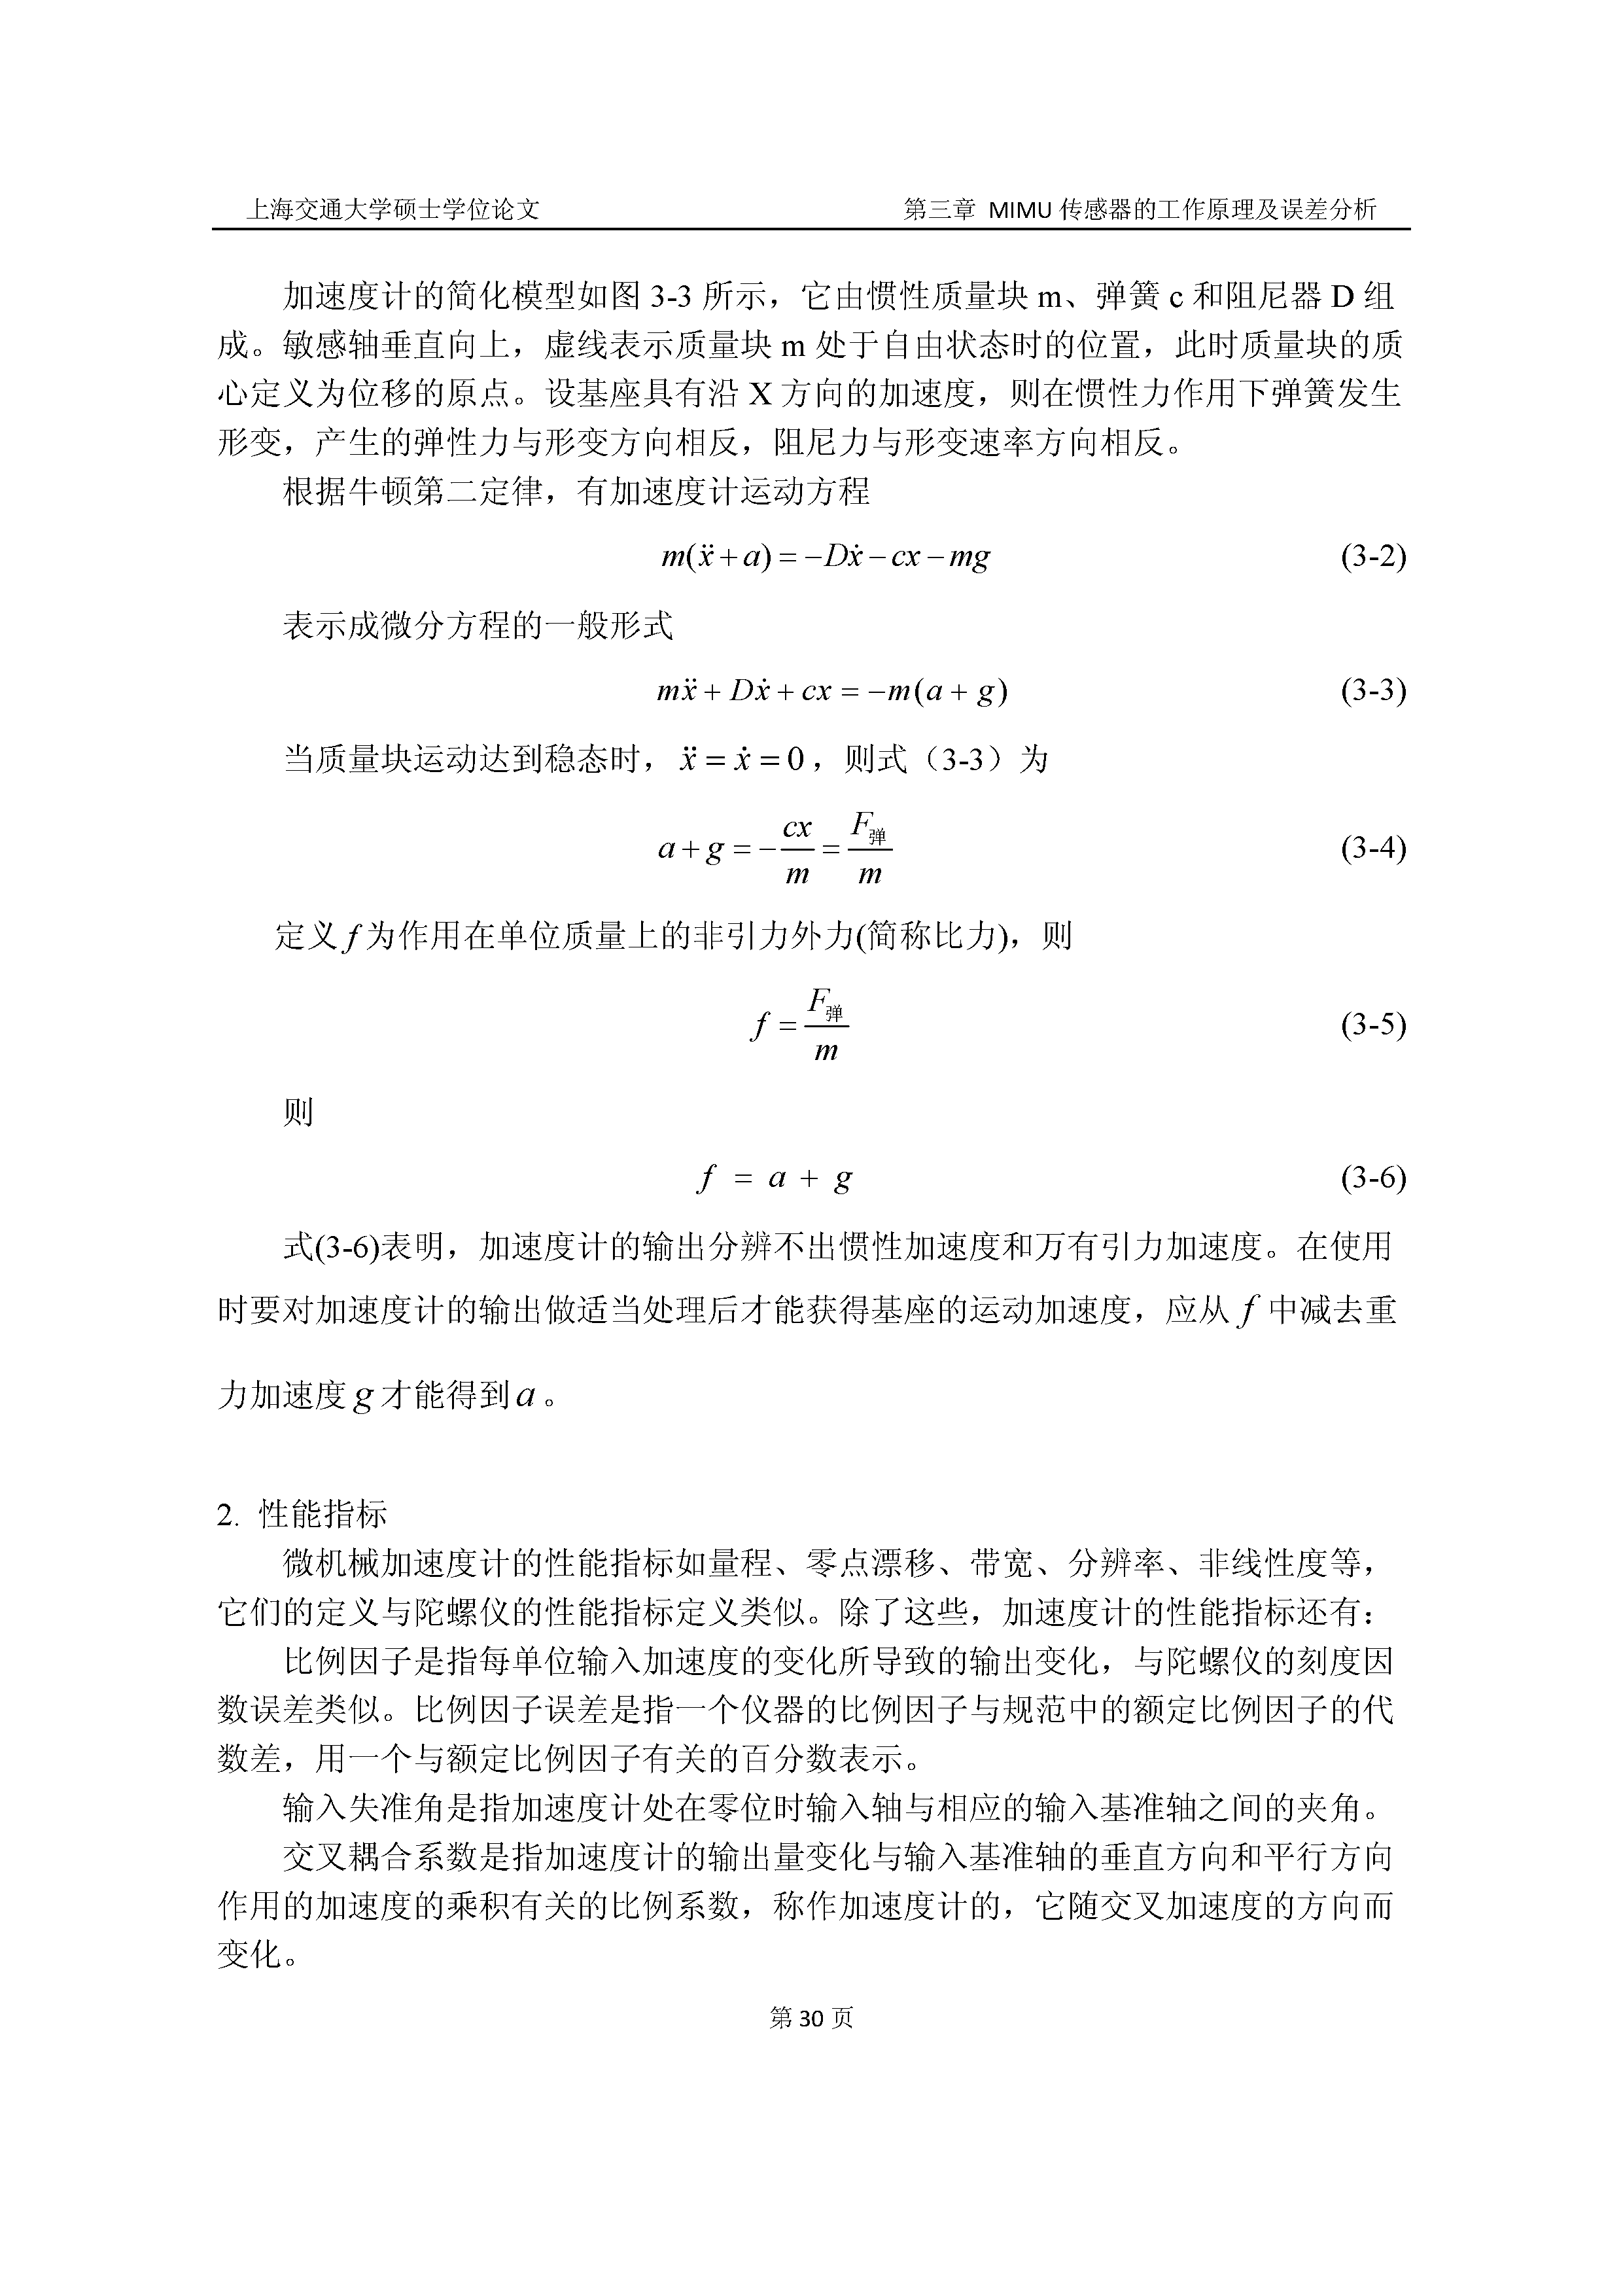 上海交通大学硕士学位论文 第三章 MIMU 传感器的工作原理及误差分析
加速度计的简化模型如图 3-3 所示，它由惯性质量块 m、弹簧 c 和阻尼器 D 组
成。敏感轴垂直向上，虚线表示质量块 m 处于自由状态时的位置，此时质量块的质
心定义为位移的原点。设基座具有沿 X 方向的加速度，则在惯性力作用下弹簧发生
形变，产生的弹性力与形变方向相反，阻尼力与形变速率方向相反。
根据牛顿第二定律，有加速度计运动方程
m(ẍ+a)=−Dẋ−cx−mg (3-2)
表示成微分方程的一般形式
mẍ+Dẋ+cx=−m(a+g) (3-3)
当质量块运动达到稳态时，ẍ=ẋ=0，则式（3-3）为
a+g=−cx/m=F弹/m (3-4)
定义 f 为作用在单位质量上的非引力外力(简称比力)，则
f=F弹/m (3-5)
则
f = a + g (3-6)
式(3-6)表明，加速度计的输出分辨不出惯性加速度和万有引力加速度。在使用
时要对加速度计的输出做适当处理后才能获得基座的运动加速度，应从 f 中减去重
力加速度 g 才能得到 a 。
2. 性能指标
微机械加速度计的性能指标如量程、零点漂移、带宽、分辨率、非线性度等，
它们的定义与陀螺仪的性能指标定义类似。除了这些，加速度计的性能指标还有：
比例因子是指每单位输入加速度的变化所导致的输出变化，与陀螺仪的刻度因
数误差类似。比例因子误差是指一个仪器的比例因子与规范中的额定比例因子的代
数差，用一个与额定比例因子有关的百分数表示。
输入失准角是指加速度计处在零位时输入轴与相应的输入基准轴之间的夹角。
交叉耦合系数是指加速度计的输出量变化与输入基准轴的垂直方向和平行方向
作用的加速度的乘积有关的比例系数，称作加速度计的，它随交叉加速度的方向而
变化。
第 30 页